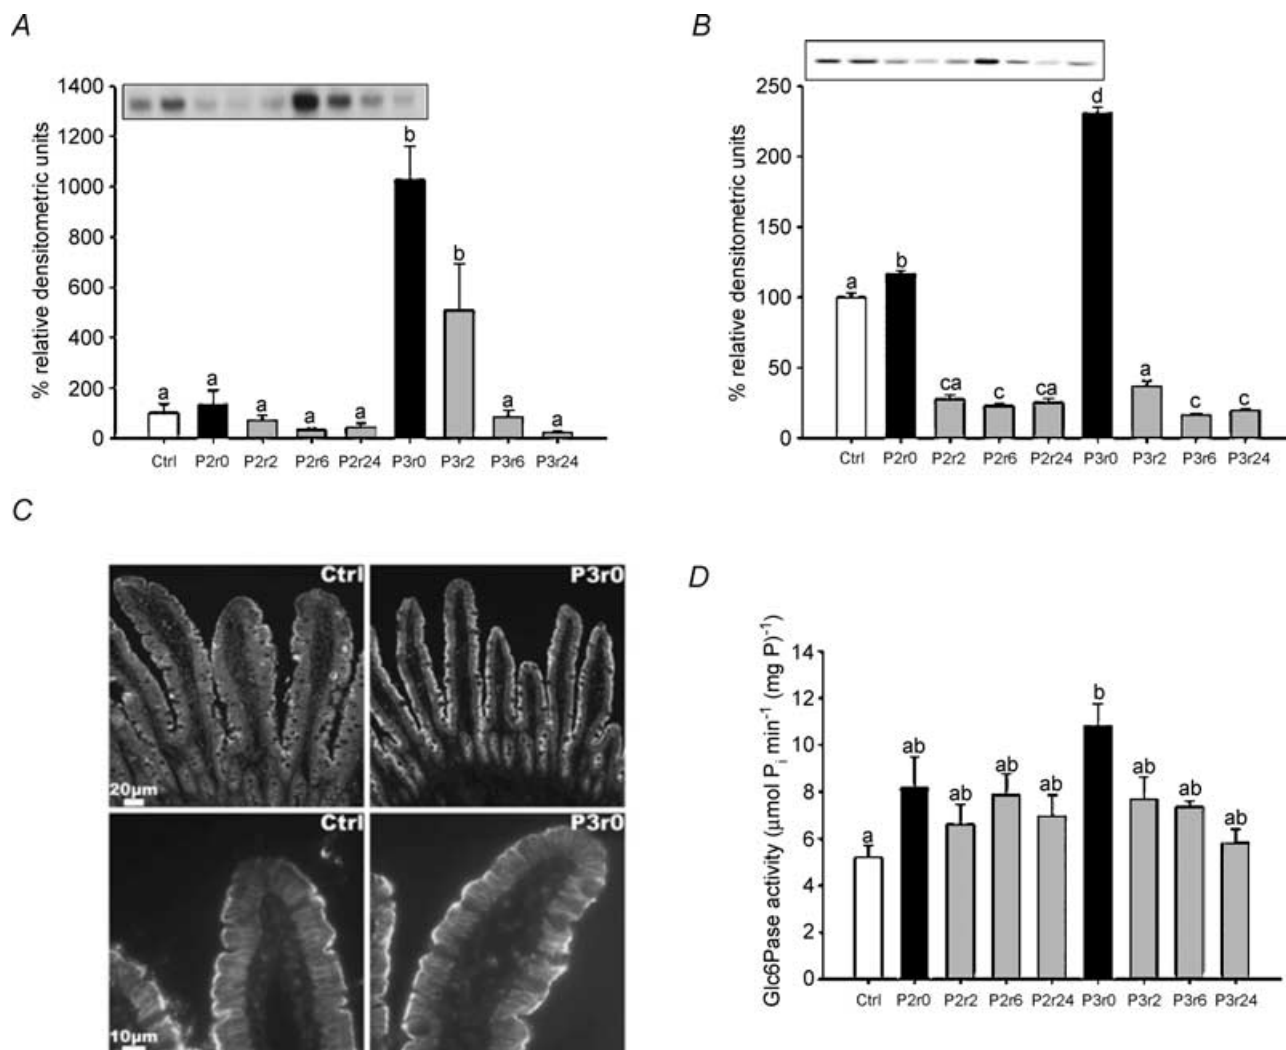 A
% relative densitometric units
1400
1200
1000
800
600
400
200
0
a
a
a
a
a
b
b
a
a
Ctrl P2r0 P2r2 P2r6 P2r24 P3r0 P3r2 P3r6 P3r24
B
% relative densitometric units
250
200
150
100
50
0
a
b
ca
c
ca
d
a
c
c
Ctrl P2r0 P2r2 P2r6 P2r24 P3r0 P3r2 P3r6 P3r24
C
Ctrl
P3r0
20µm
Ctrl
P3r0
10µm
D
Glc6Pase activity (µmol Pi min⁻¹ (mg P)⁻¹
14
12
10
8
6
4
2
0
a
ab
ab
ab
ab
b
ab
ab
ab
Ctrl P2r0 P2r2 P2r6 P2r24 P3r0 P3r2 P3r6 P3r24